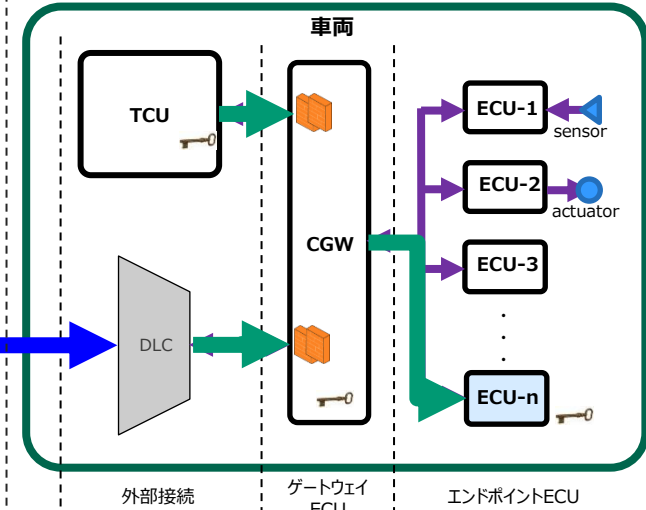 車両
TCU
ECU-1
sensor
ECU-2
actuator
CGW
ECU-3
DLC
ECU-n
外部接続
ゲートウェイ
ECU
エンドポイントECU